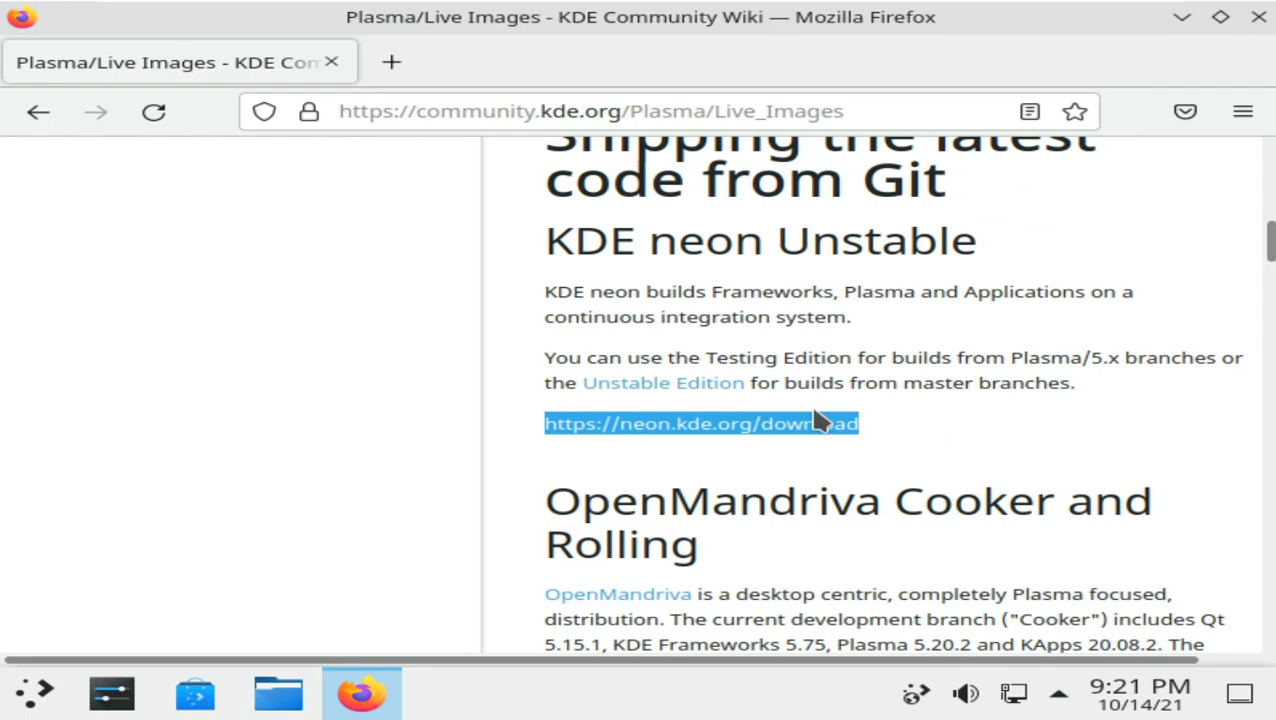 Plasma/Live Images - KDE Community Wiki — Mozilla Firefox
Plasma/Live Images - KDE Com
https://community.kde.org/Plasma/Live_Images
Shipping the latest
code from Git
KDE neon Unstable
KDE neon builds Frameworks, Plasma and Applications on a
continuous integration system.
You can use the Testing Edition for builds from Plasma/5.x branches or
the Unstable Edition for builds from master branches.
https://neon.kde.org/download
OpenMandriva Cooker and
Rolling
OpenMandriva is a desktop centric, completely Plasma focused,
distribution. The current development branch ("Cooker") includes Qt
5.15.1, KDE Frameworks 5.75, Plasma 5.20.2 and KApps 20.08.2. The
9:21 PM
10/14/21